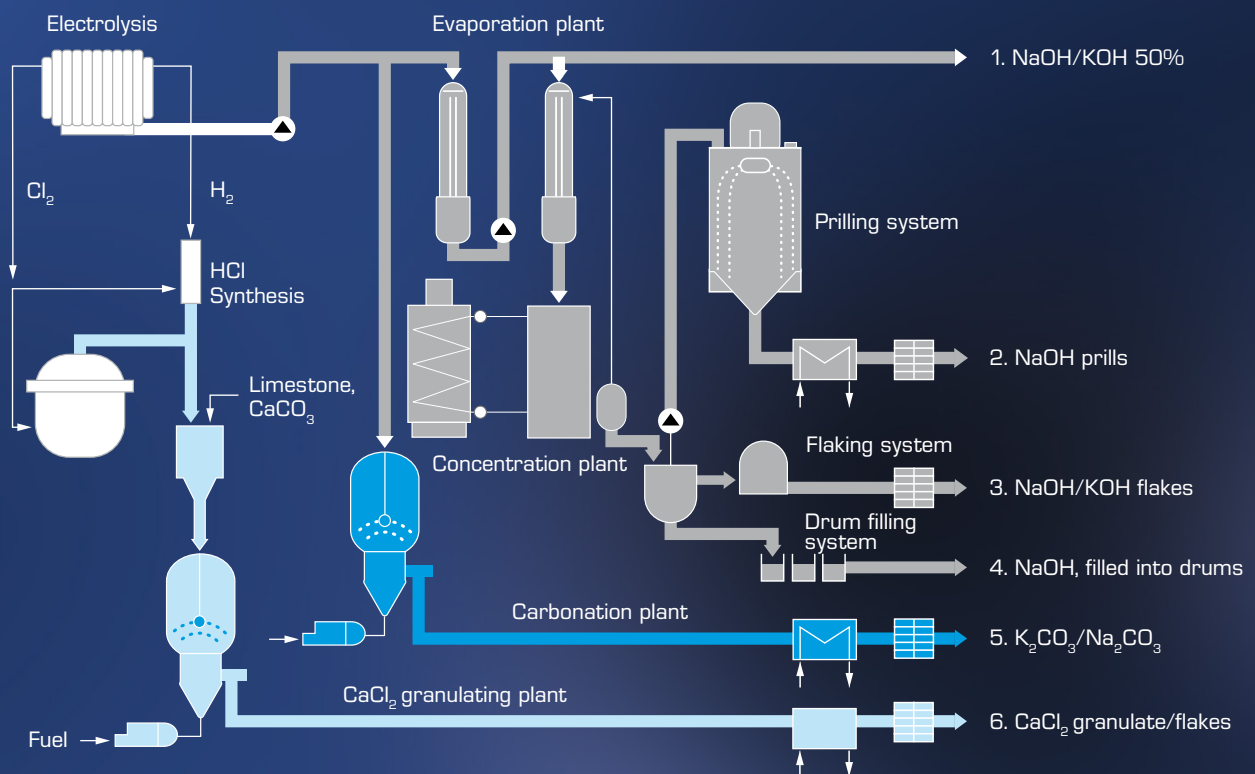 Electrolysis
Evaporation plant
1. NaOH/KOH 50%
Cl₂
H₂
Prilling system
HCl
Synthesis
2. NaOH prills
Limestone,
CaCO₃
Concentration plant
Flaking system
3. NaOH/KOH flakes
Drum filling
system
4. NaOH, filled into drums
Carbonation plant
5. K₂CO₃/Na₂CO₃
CaCl₂ granulating plant
6. CaCl₂ granulate/flakes
Fuel